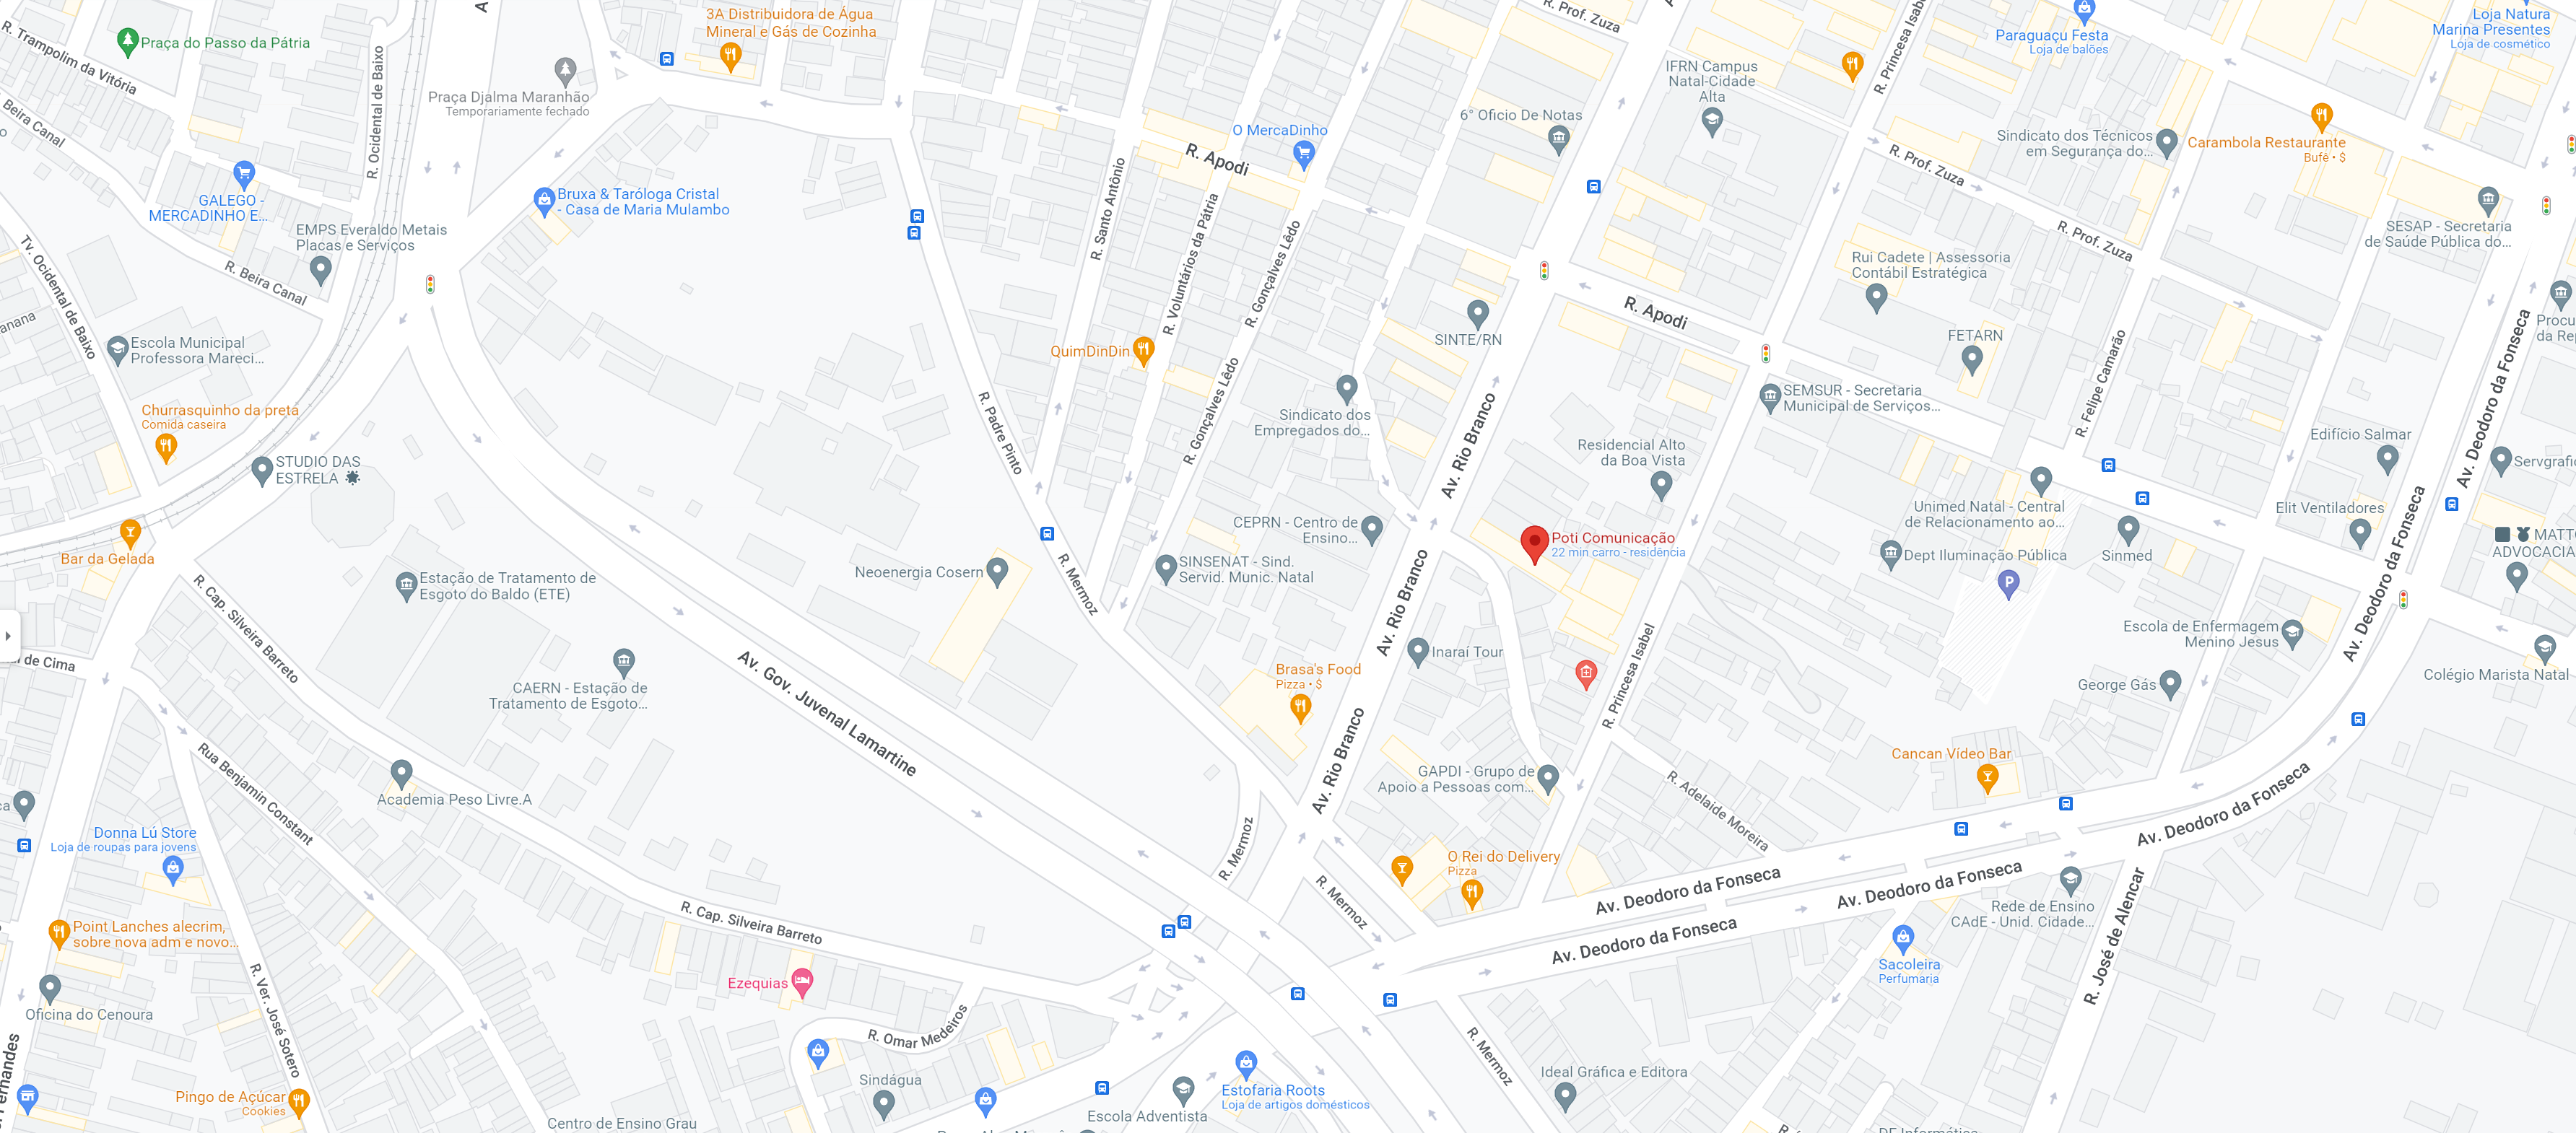 3A Distribuidora de Água
Mineral e Gás de Cozinha
R. Trampolim da Vitória
Praça do Passo da Pátria
R. Ocidental de Baixo
Praça Djalma Maranhão
Temporariamente fechado
Beira Canal
GALEGO -
MERCADINHO E...
EMPS Everaldo Metais
Placas e Serviços
R. Beira Canal
Tv. Ocidental de Baixo
Bruxa & Taróloga Cristal
- Casa de Maria Mulambo
Escola Municipal
Professora Mareci...
Churrasquinho da preta
Comida caseira
STUDIO DAS
ESTRELA
Bar da Gelada
R. Prof. Zuza
R. Princesa Isab
Paraguaçu Festa
Loja de balões
Loja Natura
Marina Presentes
Loja de cosmético
IFRN Campus
Natal-Cidade
Alta
6° Oficio De Notas
O MercaDinho
R. Apodi
R. Santo Antônio
R. Voluntários da Pátria
R. Gonçalves Lêdo
R. Prof. Zuza
Sindicato dos Técnicos
em Segurança do...
Carambola Restaurante
Bufê • $
SESAP - Secretaria
de Saúde Pública do...
R. Prof. Zuza
Rui Cadete | Assessoria
Contábil Estratégica
R. Apodi
SINTE/RN
FETARN
Procu
da Re
QuimDinDin
R. Gonçalves Lêdo
R. Padre Pinto
Sindicato dos
Empregados do...
Av. Rio Branco
SEMSUR - Secretaria
Municipal de Serviços...
R. Felipe Camarão
Av. Deodoro da Fonseca
Edifício Salmar
Servgrafi
Residencial Alto
da Boa Vista
Unimed Natal - Central
de Relacionamento ao...
Elit Ventiladores
CEPRN - Centro de
Ensino...
Poti Comunicação
22 min carro - residência
Dept Iluminação Pública
Sinmed
MATT
ADVOCACIA
Neoenergia Cosern
R. Mermoz
SINSENAT - Sind.
Servid. Munic. Natal
Av. Rio Branco
Av. Deodoro da Fonseca
R. Cap. Silveira Barreto
Estação de Tratamento de
Esgoto do Baldo (ETE)
Inaraí Tour
R. Princesa Isabel
Escola de Enfermagem
Menino Jesus
Colégio Marista Natal
al de Cima
CAERN - Estação de
Tratamento de Esgoto...
Av. Gov. Juvenal Lamartine
Brasa's Food
Pizza • $
George Gás
Rua Benjamin Constant
Academia Peso Livre.A
Av. Rio Branco
GAPDI - Grupo de
Apoio a Pessoas com...
R. Adelaide Moreira
Cancan Vídeo Bar
Av. Deodoro da Fonseca
Donna Lú Store
Loja de roupas para jovens
R. Mermoz
R. Mermoz
O Rei do Delivery
Pizza
Av. Deodoro da Fonseca
Av. Deodoro da Fonseca
Av. Deodoro da Fonseca
Rede de Ensino
CAdE - Unid. Cidade...
R. José de Alencar
Point Lanches alecrim,
sobre nova adm e novo...
R. Cap. Silveira Barreto
Ezequias
Sacoleira
Perfumaria
Oficina do Cenoura
R. Ver. José Sotero
R. Omar Medeiros
R. Mermoz
Sindágua
Estofaria Roots
Loja de artigos domésticos
Ideal Gráfica e Editora
Pingo de Açúcar
Cookies
Fernandes
Centro de Ensino Grau
Escola Adventista